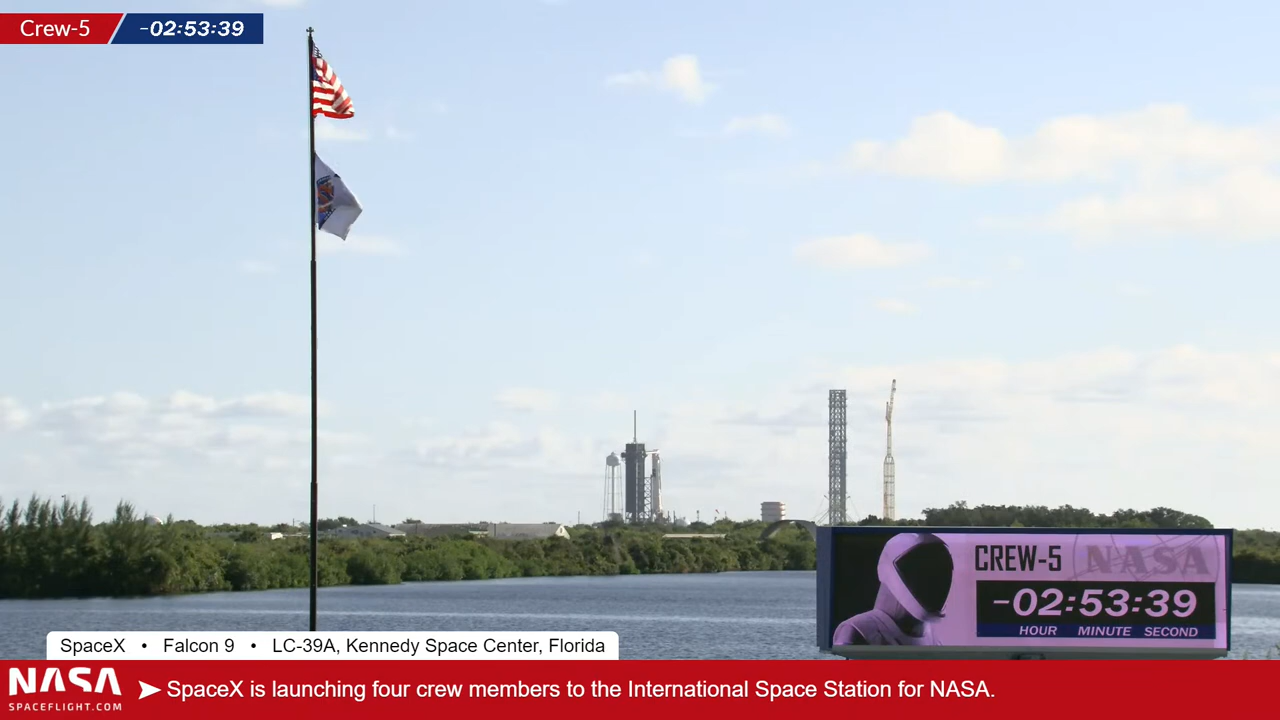 Crew-5 -02:53:39
CREW-5 NASA
-02:53:39
HOUR MINUTE SECOND
SpaceX • Falcon 9 • LC-39A, Kennedy Space Center, Florida
NASA SPACEFLIGHT.COM
SpaceX is launching four crew members to the International Space Station for NASA.